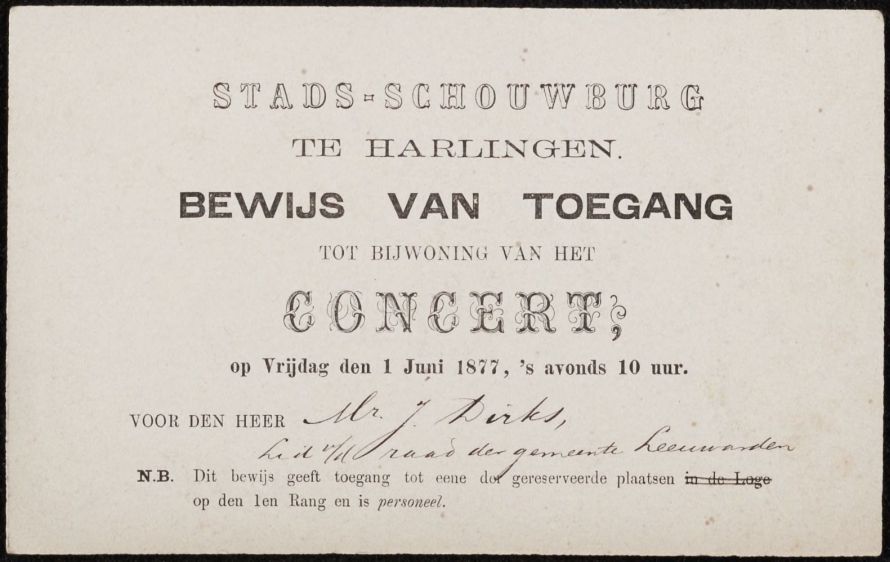 STADS-SCHOUWBURG
TE HARLINGEN.
BEWIJS VAN TOEGANG
TOT BIJWONING VAN HET
CONCERT,
op Vrijdag den 1 Juni 1877, 's avonds 10 uur.
VOOR DEN HEER Mr. J. Dirks,
Lid v/d raad der gemeente Leeuwarden
N.B. Dit bewijs geeft toegang tot eene der gereserveerde plaatsen in de Loge
op den 1en Rang en is personeel.